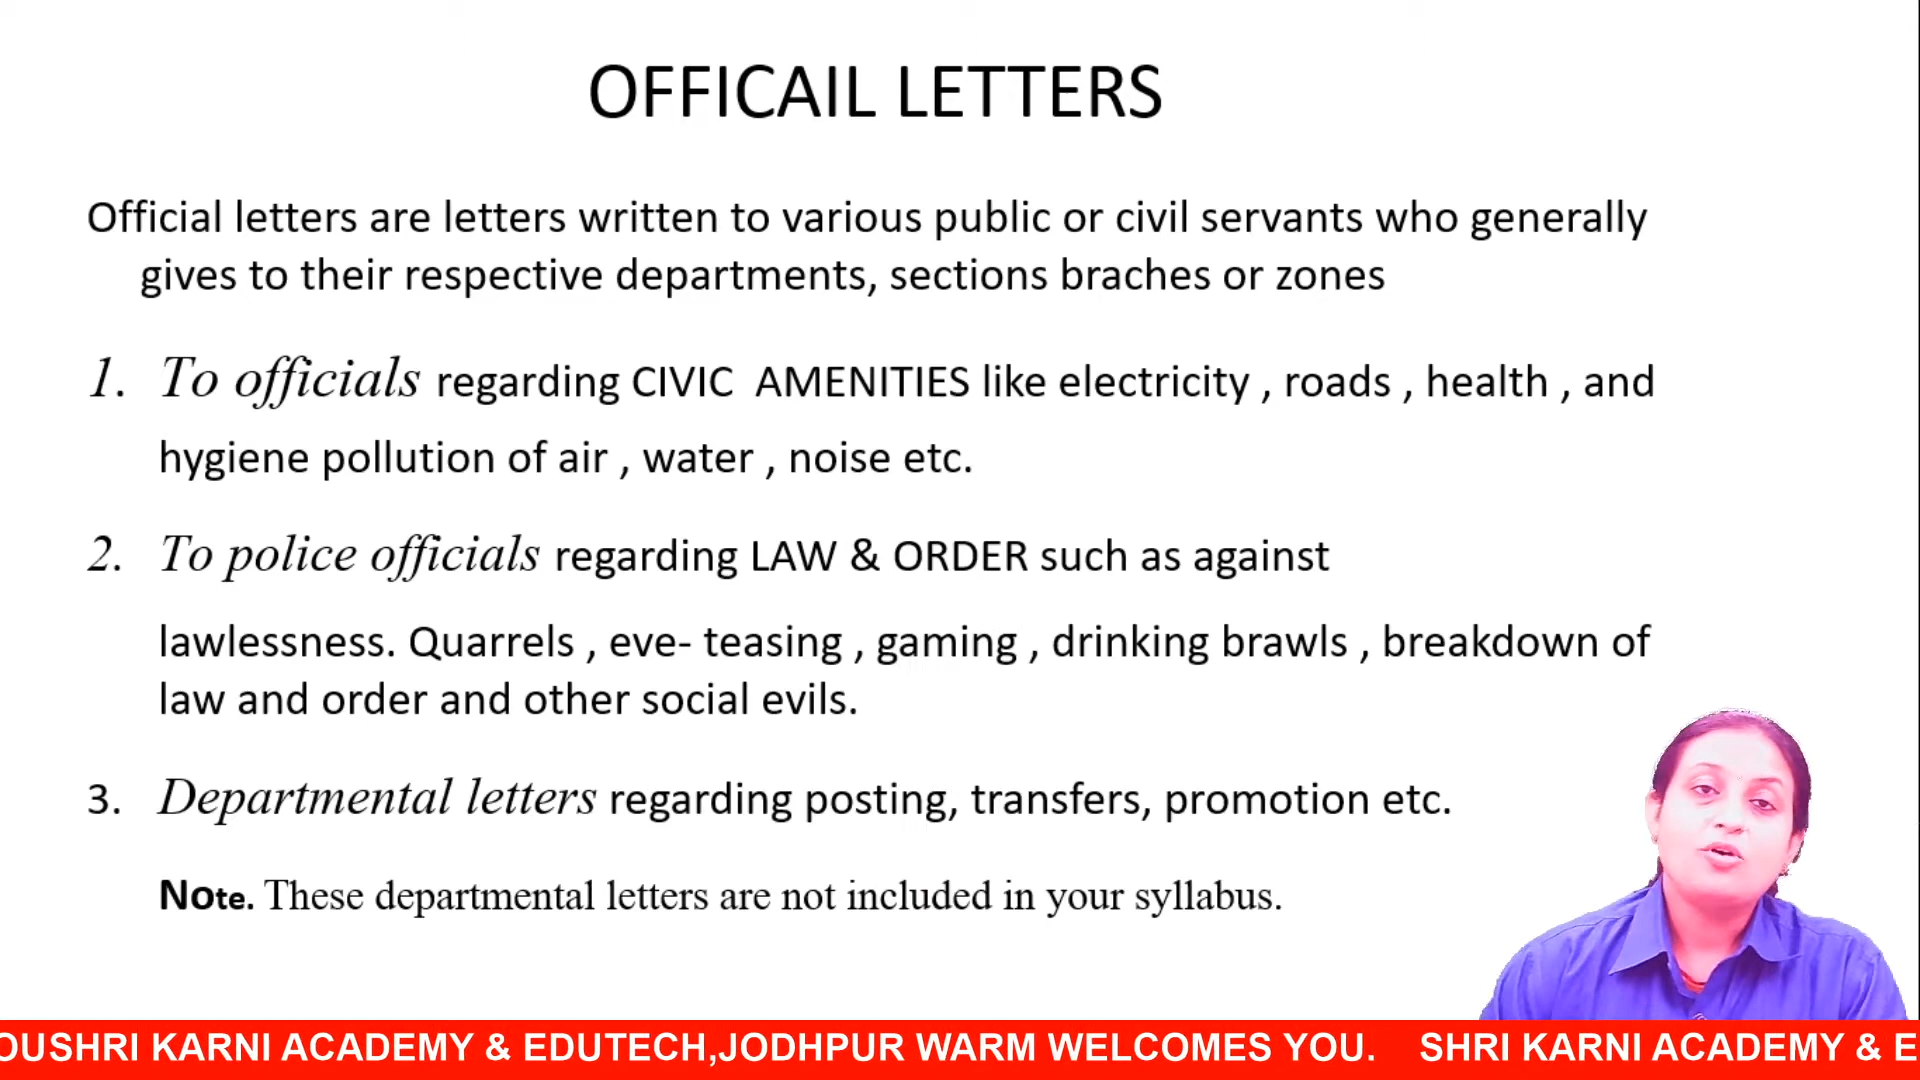 OFFICAIL LETTERS
Official letters are letters written to various public or civil servants who generally
gives to their respective departments, sections braches or zones
1. To officials regarding CIVIC AMENITIES like electricity , roads , health , and
hygiene pollution of air , water , noise etc.
2. To police officials regarding LAW & ORDER such as against
lawlessness. Quarrels , eve- teasing , gaming , drinking brawls , breakdown of
law and order and other social evils.
3. Departmental letters regarding posting, transfers, promotion etc.
Note. These departmental letters are not included in your syllabus.
OUSHRI KARNI ACADEMY & EDUTECH,JODHPUR WARM WELCOMES YOU. SHRI KARNI ACADEMY & E